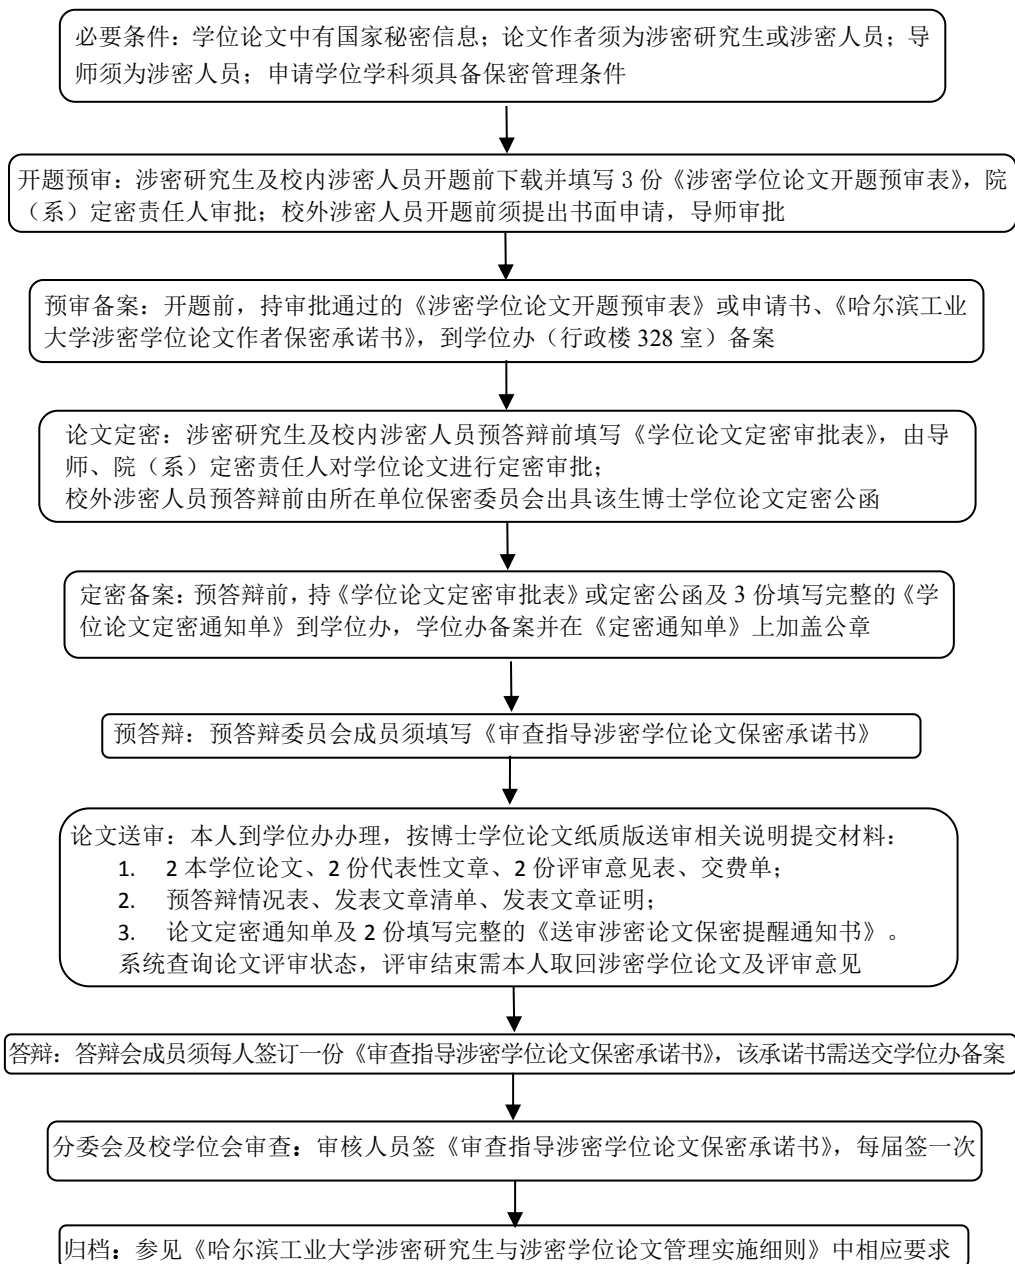 必要条件：学位论文中有国家秘密信息；论文作者须为涉密研究生或涉密人员；导
师须为涉密人员；申请学位学科须具备保密管理条件
开题预审：涉密研究生及校内涉密人员开题前下载并填写 3 份《涉密学位论文开题预审表》，院
（系）定密责任人审批；校外涉密人员开题前须提出书面申请，导师审批
预审备案：开题前，持审批通过的《涉密学位论文开题预审表》或申请书、《哈尔滨工业
大学涉密学位论文作者保密承诺书》，到学位办（行政楼 328 室）备案
论文定密：涉密研究生及校内涉密人员预答辩前填写《学位论文定密审批表》，由导
师、院（系）定密责任人对学位论文进行定密审批；
校外涉密人员预答辩前由所在单位保密委员会出具该生博士学位论文定密公函
定密备案：预答辩前，持《学位论文定密审批表》或定密公函及 3 份填写完整的《学
位论文定密通知单》到学位办，学位办备案并在《定密通知单》上加盖公章
预答辩：预答辩委员会成员须填写《审查指导涉密学位论文保密承诺书》
论文送审：本人到学位办办理，按博士学位论文纸质版送审相关说明提交材料：
1. 2 本学位论文、2 份代表性文章、2 份评审意见表、交费单；
2. 预答辩情况表、发表文章清单、发表文章证明；
3. 论文定密通知单及 2 份填写完整的《送审涉密论文保密提醒通知书》。
系统查询论文评审状态，评审结束需本人取回涉密学位论文及评审意见
答辩：答辩会成员须每人签订一份《审查指导涉密学位论文保密承诺书》，该承诺书需送交学位办备案
分委会及校学位会审查：审核人员签《审查指导涉密学位论文保密承诺书》，每届签一次
归档：参见《哈尔滨工业大学涉密研究生与涉密学位论文管理实施细则》中相应要求